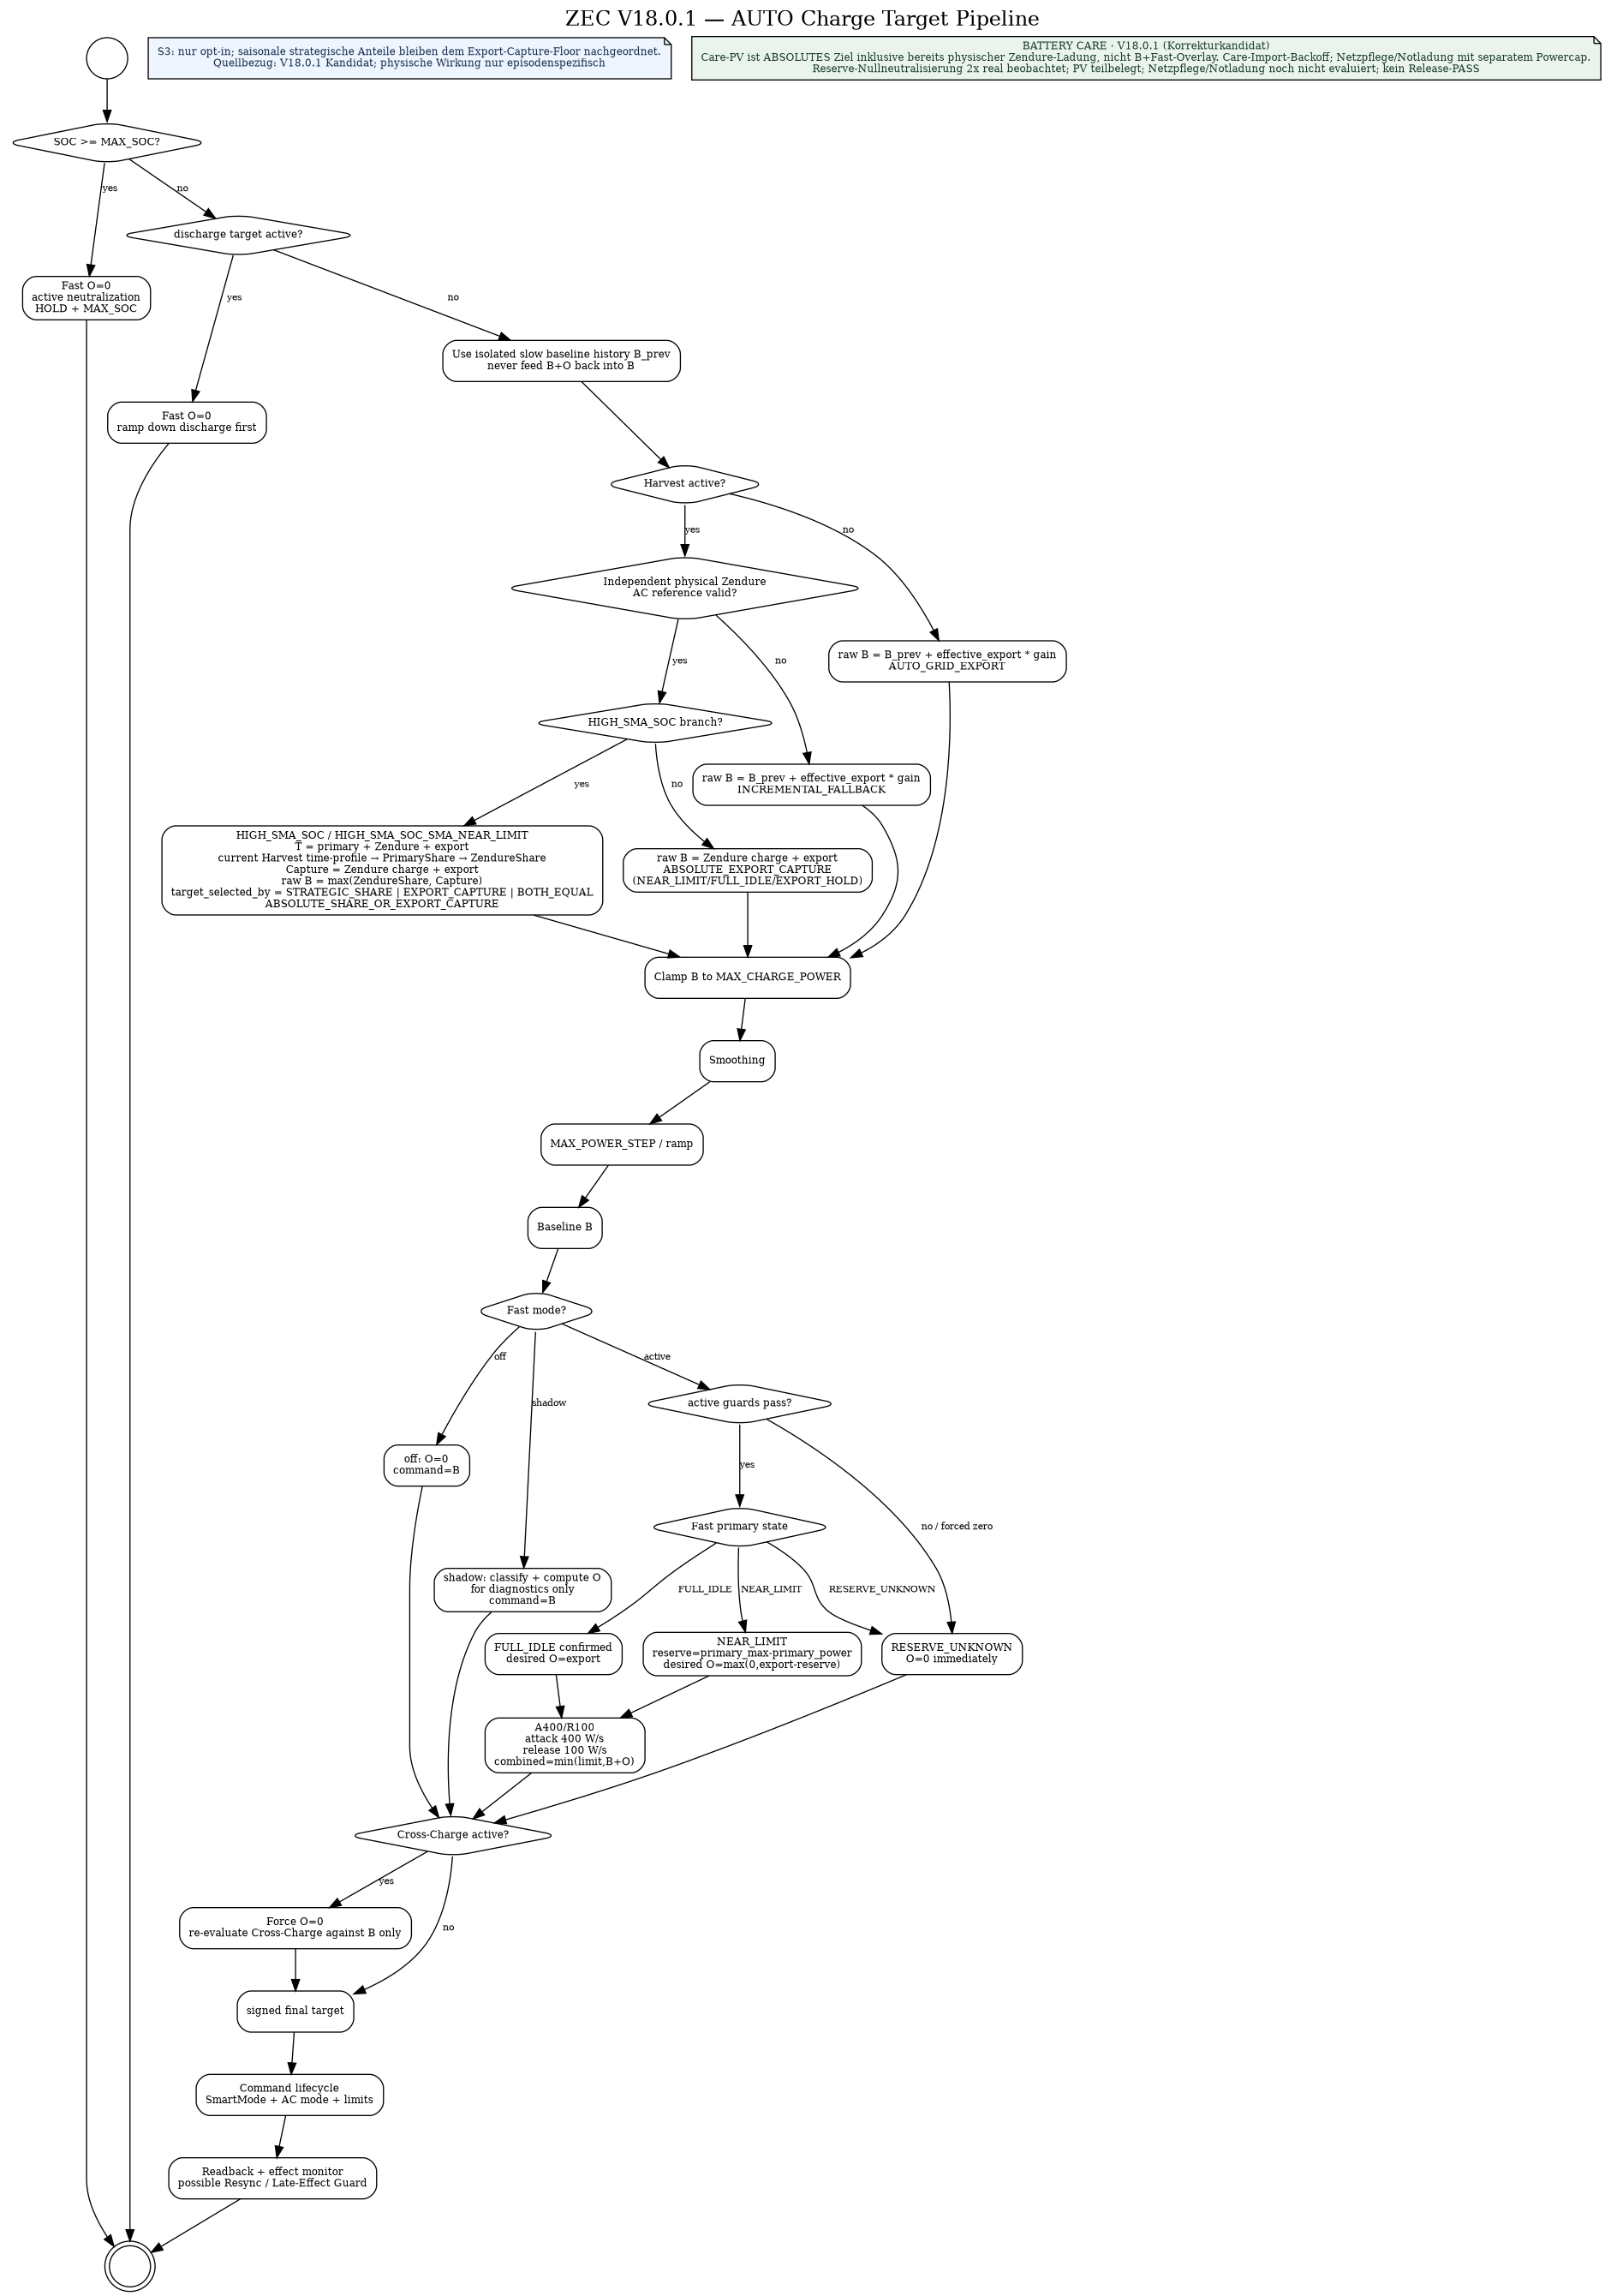 ZEC V18.0.1 — AUTO Charge Target Pipeline
S3: nur opt-in; saisonale strategische Anteile bleiben dem Export-Capture-Floor nachgeordnet.
Quellbezug: V18.0.1 Kandidat; physische Wirkung nur episodenspezifisch
BATTERY CARE · V18.0.1 (Korrekturkandidat)
Care-PV ist ABSOLUTES Ziel inklusive bereits physischer Zendure-Ladung, nicht B+Fast-Overlay. Care-Import-Backoff; Netzpflege/Notladung mit separatem Powercap.
Reserve-Nullneutralisierung 2x real beobachtet; PV teilbelegt; Netzpflege/Notladung noch nicht evaluiert; kein Release-PASS
SOC >= MAX_SOC?
yes
no
discharge target active?
Fast O=0
active neutralization
HOLD + MAX_SOC
yes
no
Use isolated slow baseline history B_prev
never feed B+O back into B
Fast O=0
ramp down discharge first
Harvest active?
yes
no
Independent physical Zendure
AC reference valid?
yes
no
raw B = B_prev + effective_export * gain
AUTO_GRID_EXPORT
HIGH_SMA_SOC branch?
yes
no
raw B = B_prev + effective_export * gain
INCREMENTAL_FALLBACK
HIGH_SMA_SOC / HIGH_SMA_SOC_SMA_NEAR_LIMIT
T = primary + Zendure + export
current Harvest time-profile → PrimaryShare → ZendureShare
Capture = Zendure charge + export
raw B = max(ZendureShare, Capture)
target_selected_by = STRATEGIC_SHARE | EXPORT_CAPTURE | BOTH_EQUAL
ABSOLUTE_SHARE_OR_EXPORT_CAPTURE
raw B = Zendure charge + export
ABSOLUTE_EXPORT_CAPTURE
(NEAR_LIMIT/FULL_IDLE/EXPORT_HOLD)
Clamp B to MAX_CHARGE_POWER
Smoothing
MAX_POWER_STEP / ramp
Baseline B
Fast mode?
off
shadow
active
active guards pass?
off: O=0
command=B
yes
no / forced zero
Fast primary state
shadow: classify + compute O
for diagnostics only
command=B
FULL_IDLE
NEAR_LIMIT
RESERVE_UNKNOWN
FULL_IDLE confirmed
desired O=export
NEAR_LIMIT
reserve=primary_max-primary_power
desired O=max(0,export-reserve)
RESERVE_UNKNOWN
O=0 immediately
A400/R100
attack 400 W/s
release 100 W/s
combined=min(limit,B+O)
Cross-Charge active?
yes
no
Force O=0
re-evaluate Cross-Charge against B only
signed final target
Command lifecycle
SmartMode + AC mode + limits
Readback + effect monitor
possible Resync / Late-Effect Guard